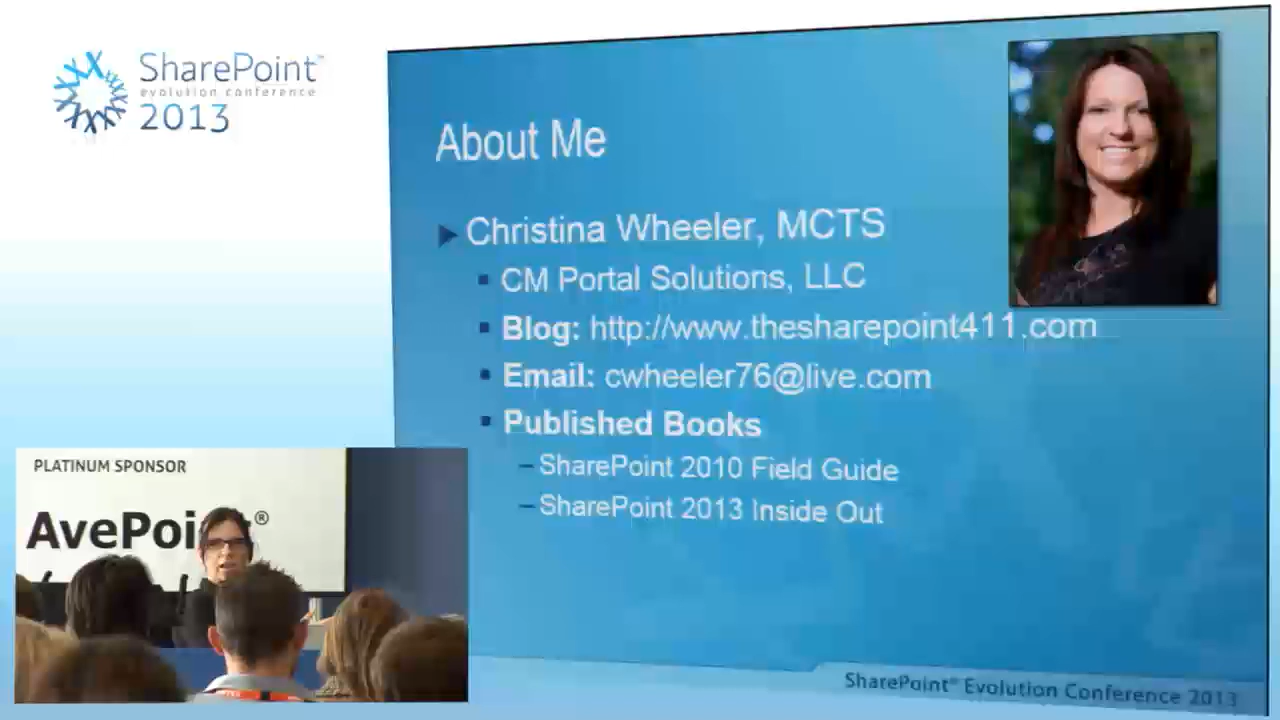 SharePoint™
evolution conference
2013
About Me
Christina Wheeler, MCTS
CM Portal Solutions, LLC
Blog: http://www.thesharepoint411.com
Email: cwheeler76@live.com
Published Books
–SharePoint 2010 Field Guide
–SharePoint 2013 Inside Out
PLATINUM SPONSOR
AvePoi ®
SharePoint® Evolution Conference 2013